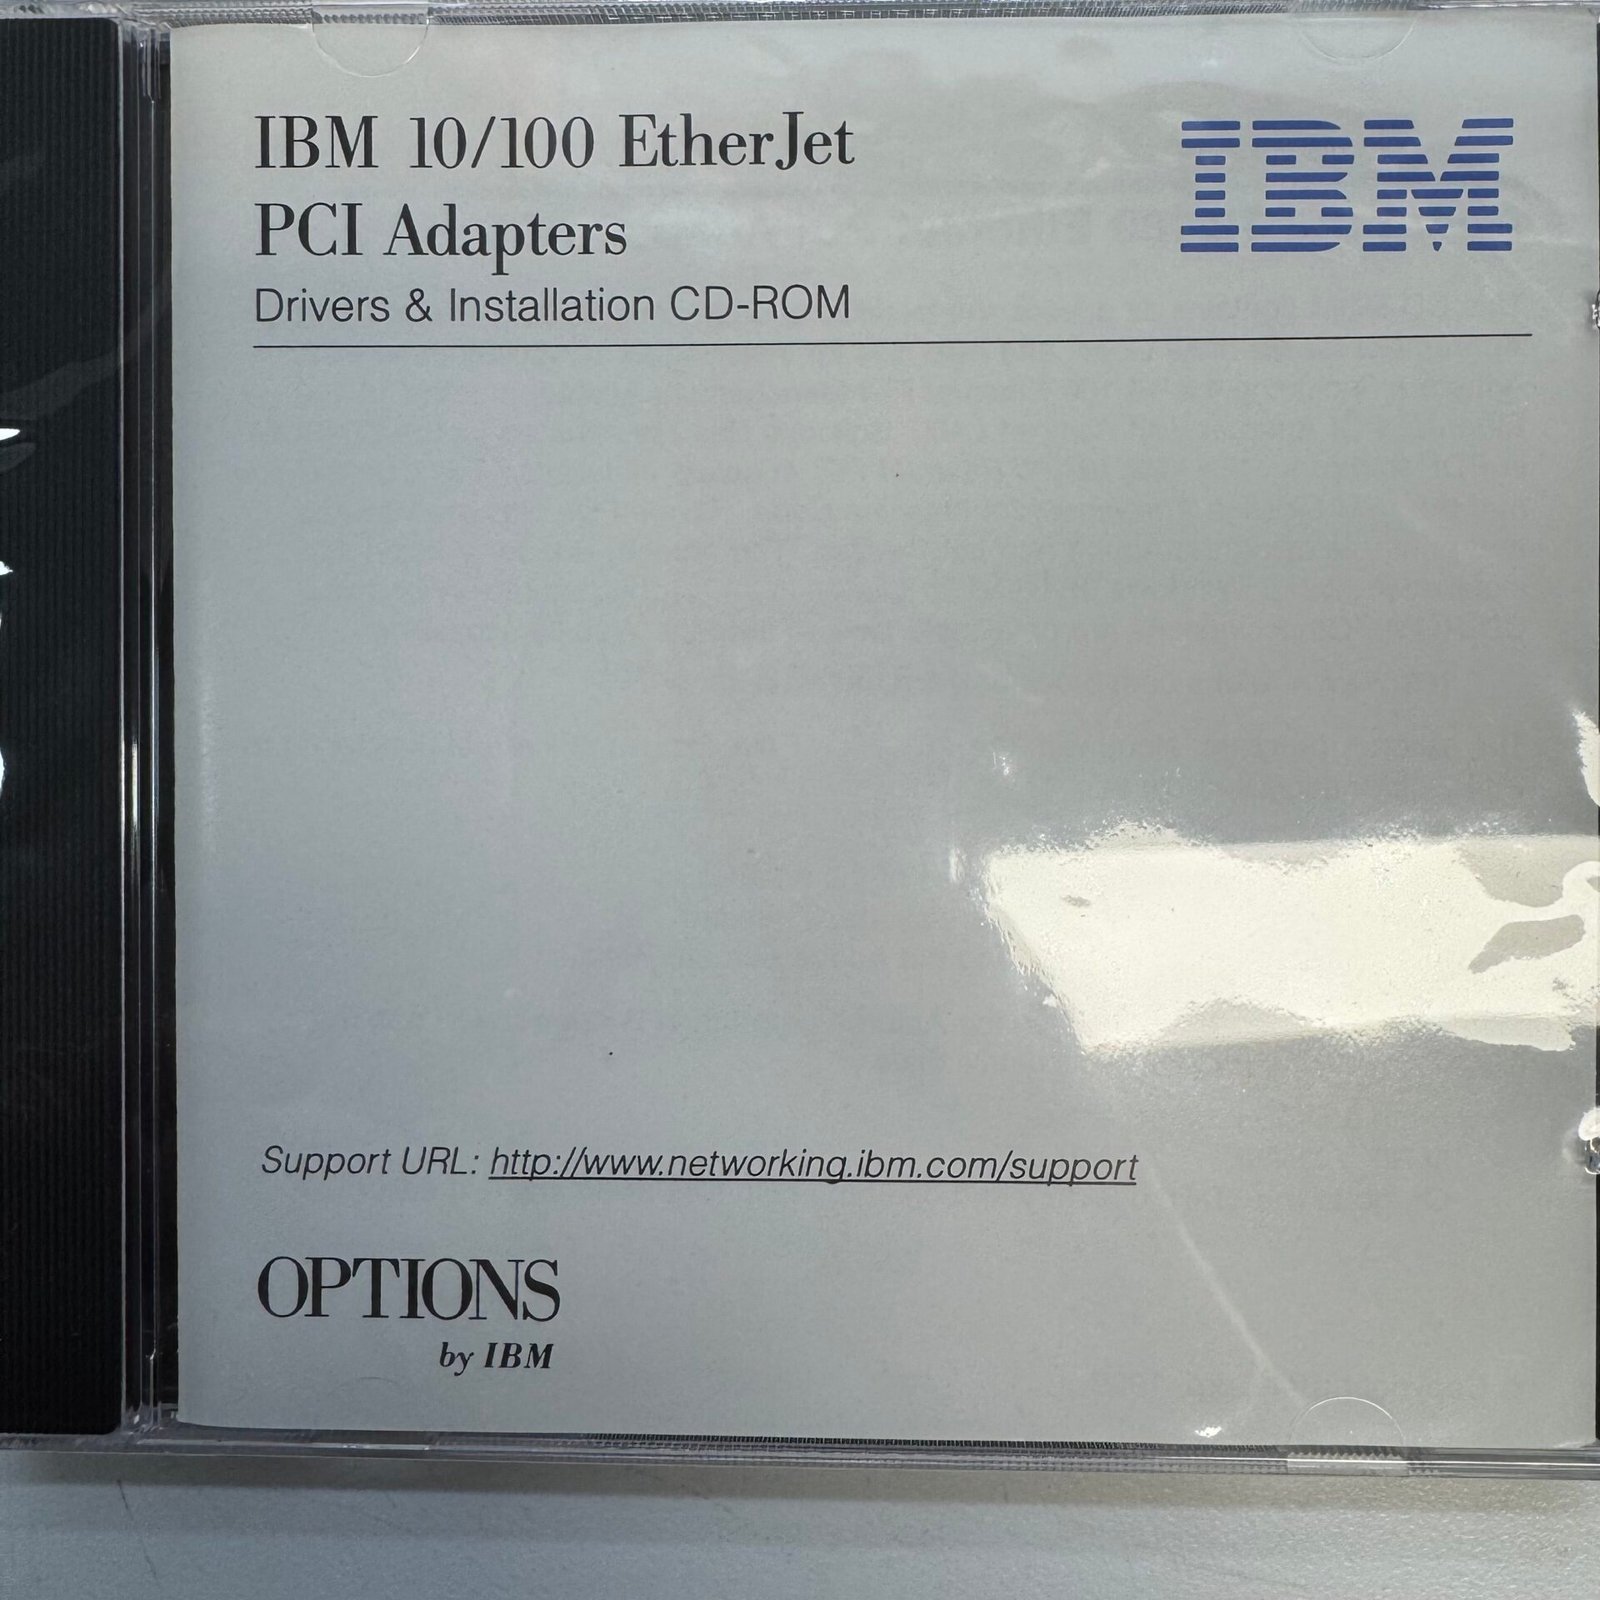 IBM 10/100 EtherJet
PCI Adapters
Drivers & Installation CD-ROM
IBM
Support URL: http://www.networking.ibm.com/support
OPTIONS
by IBM